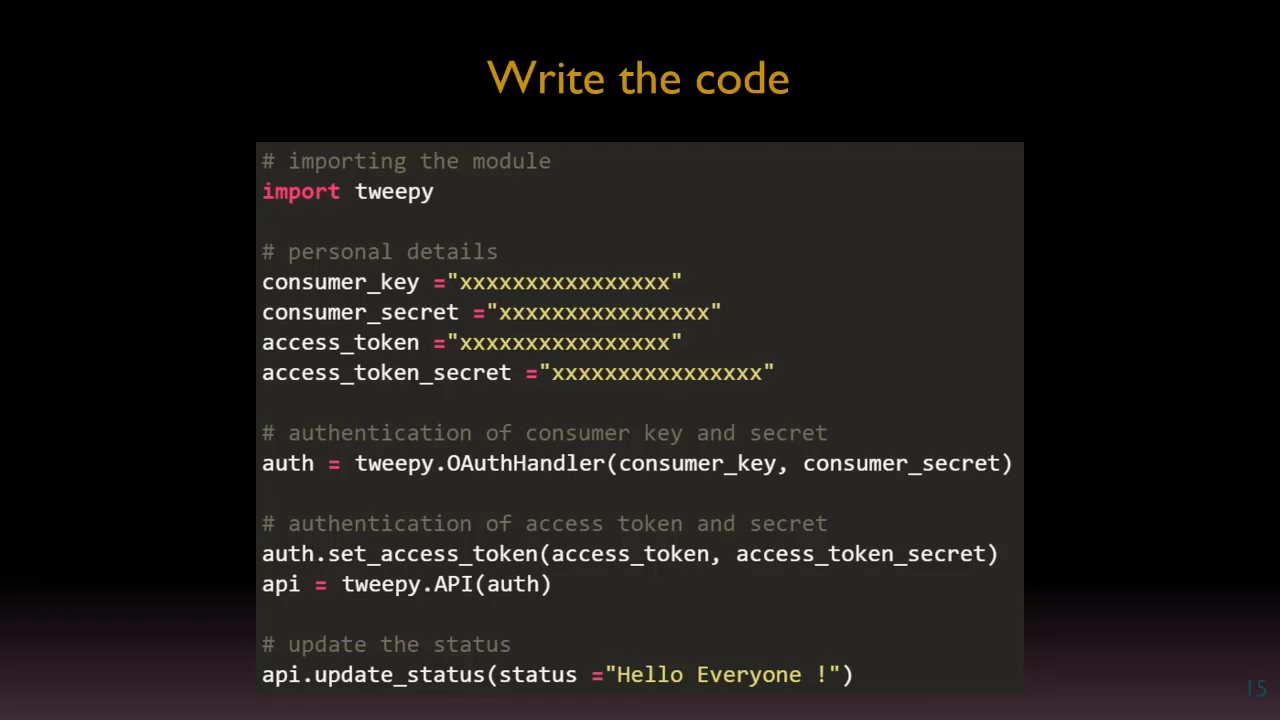 Write the code
# importing the module
import tweepy
# personal details
consumer_key ="xxxxxxxxxxxxxxxx"
consumer_secret ="xxxxxxxxxxxxxxxx"
access_token ="xxxxxxxxxxxxxxxx"
access_token_secret ="xxxxxxxxxxxxxxxx"
# authentication of consumer key and secret
auth = tweepy.OAuthHandler(consumer_key, consumer_secret)
# authentication of access token and secret
auth.set_access_token(access_token, access_token_secret)
api = tweepy.API(auth)
# update the status
api.update_status(status ="Hello Everyone !")
15